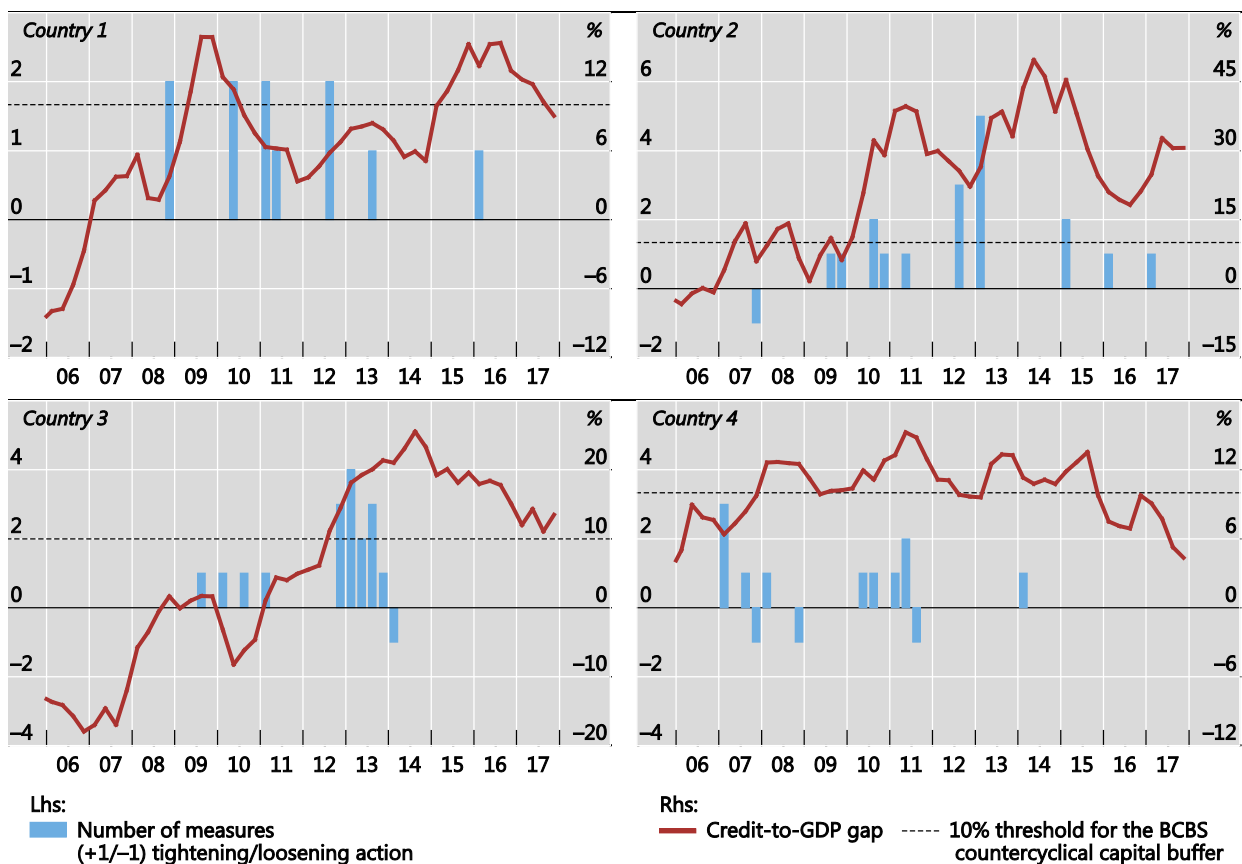 Country 1 %
2 12
1 6
0 0
–1 –6
–2 –12
06 07 08 09 10 11 12 13 14 15 16 17
Country 2 %
6 45
4 30
2 15
0 0
–2 –15
06 07 08 09 10 11 12 13 14 15 16 17
Country 3 %
4 20
2 10
0 0
–2 –10
–4 –20
06 07 08 09 10 11 12 13 14 15 16 17
Country 4 %
4 12
2 6
0 0
–2 –6
–4 –12
06 07 08 09 10 11 12 13 14 15 16 17
Lhs:
Number of measures
(+1/–1) tightening/loosening action
Rhs:
Credit-to-GDP gap
10% threshold for the BCBS
countercyclical capital buffer